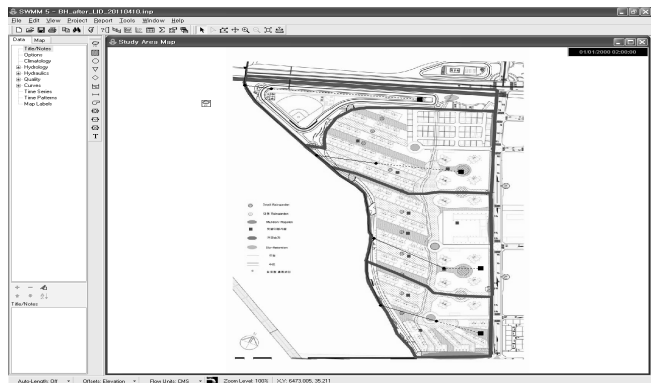 SWMM 5 - BH_after_LID_20110410.inp
File Edit View Project Report Tools Window Help
Data Map
Title/Notes
Options
Climatology
Hydrology
Hydraulics
Quality
Curves
Time Series
Time Patterns
Map Labels
Title/Notes
Study Area Map
01/01/2000 02:00:00
T
Auto-Length: Off Offsets: Elevation Flow Units: CMS Zoom Level: 100% X,Y: 6473.805, 35.211